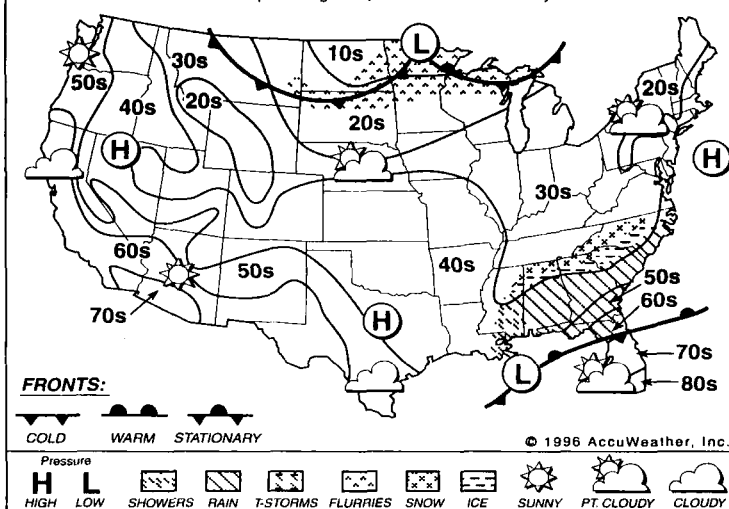 L
10s
30s
50s
20s
20s
40s
20s
H
H
30s
60s
50s
40s
50s
60s
70s
H
70s
L
80s
FRONTS:
COLD WARM STATIONARY
© 1996 AccuWeather, Inc.
Pressure
H L
HIGH LOW SHOWERS RAIN T-STORMS FLURRIES SNOW ICE SUNNY PT. CLOUDY CLOUDY